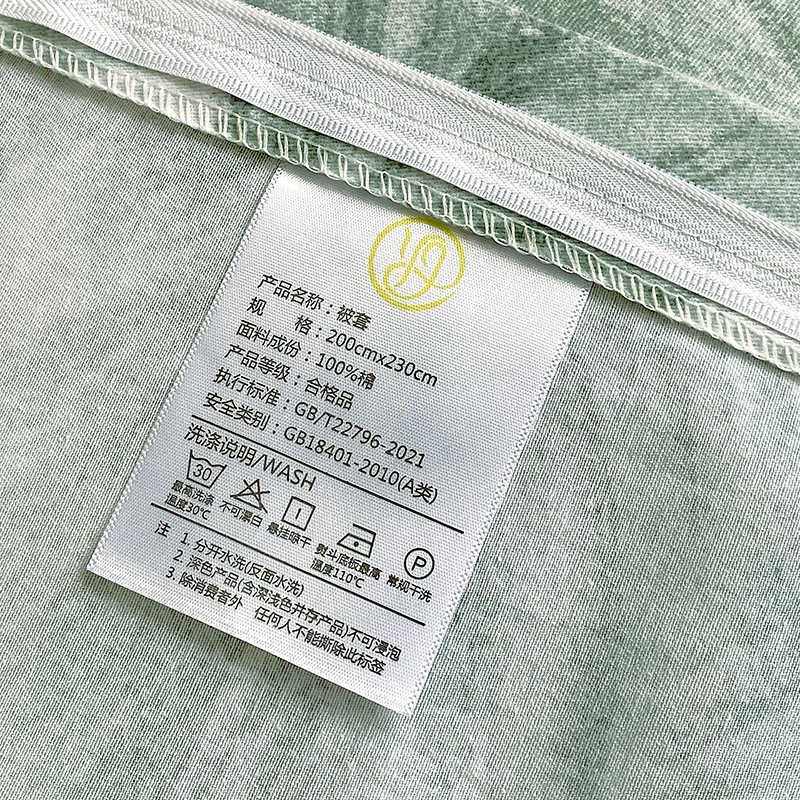 产品名称：被套
规 格：200cmx230cm
面料成份：100%棉
产品等级：合格品
执行标准：GB/T22796-2021
安全类别：GB18401-2010(A类)
洗涤说明/WASH
30
P
最高洗涤 不可漂白 悬挂晾干 熨斗底板最高 常规干洗
温度30℃ 温度110℃
注 1. 分开水洗(反面水洗)
2. 深色产品(含深浅色并存产品)不可浸泡
3. 除消费者外 任何人不能撕除此标签